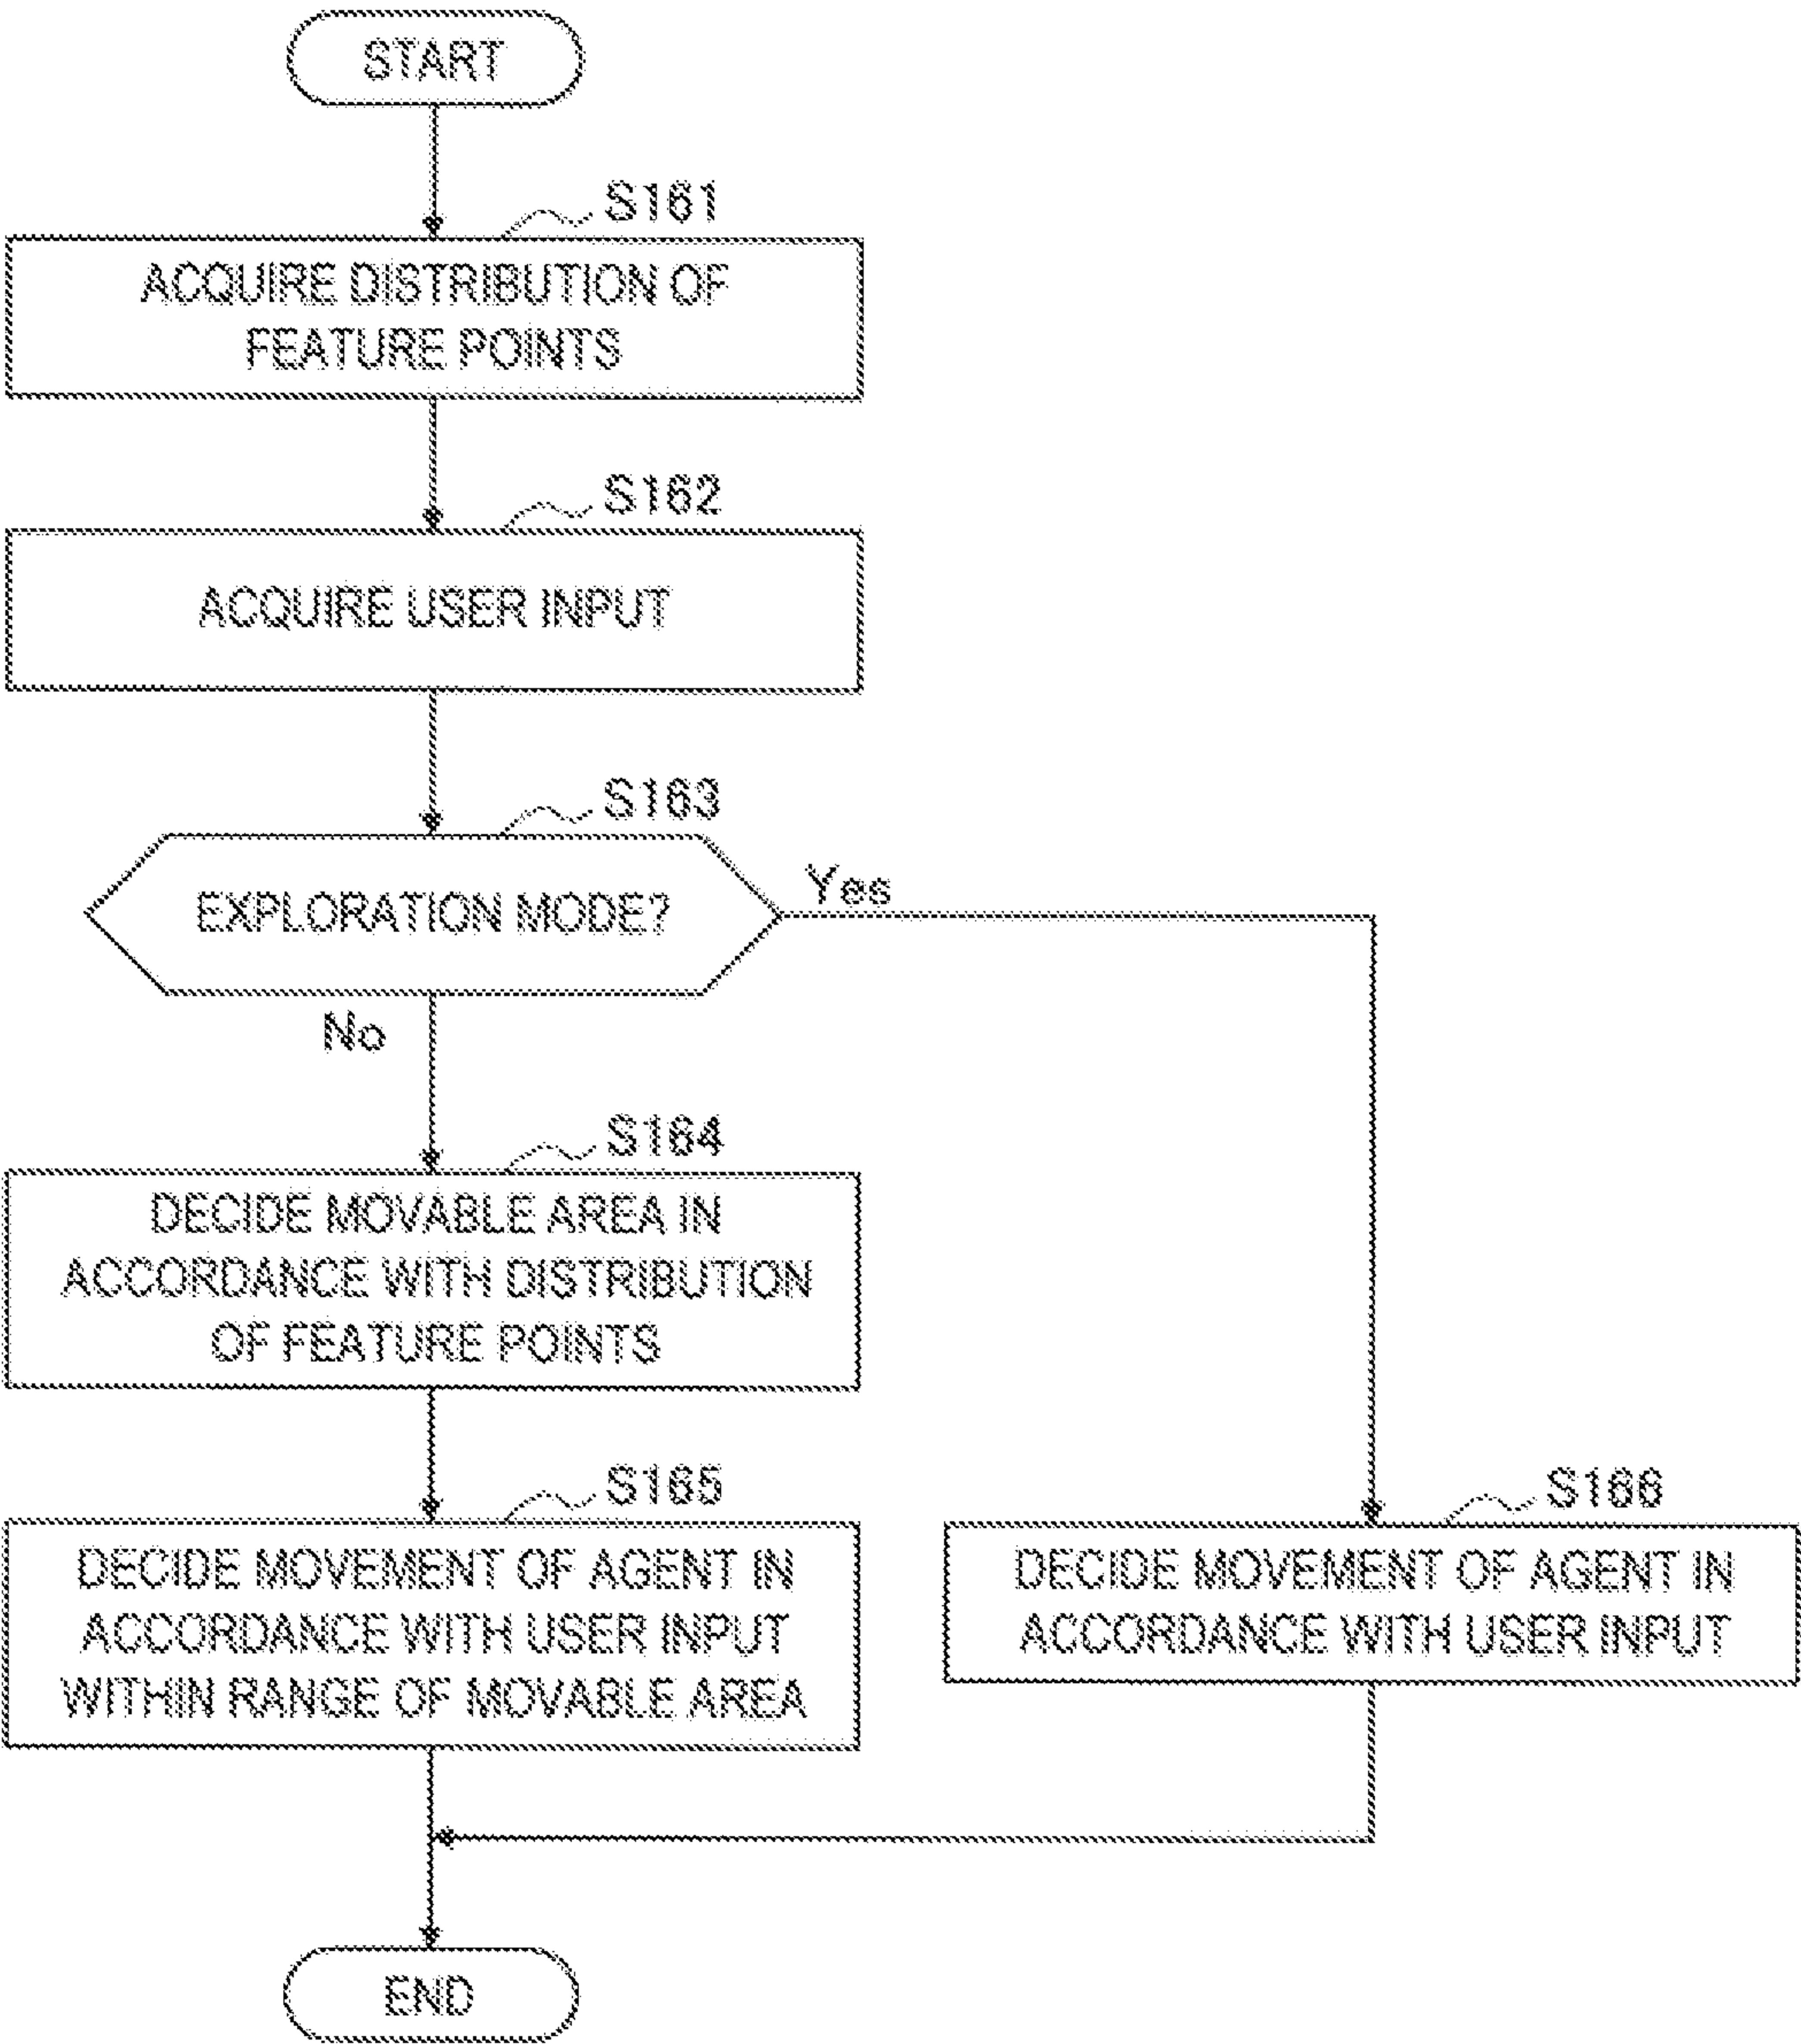 START
S161
ACQUIRE DISTRIBUTION OF
FEATURE POINTS
S162
ACQUIRE USER INPUT
S163
EXPLORATION MODE?
Yes
No
S164
DECIDE MOVABLE AREA IN
ACCORDANCE WITH DISTRIBUTION
OF FEATURE POINTS
S165
DECIDE MOVEMENT OF AGENT IN
ACCORDANCE WITH USER INPUT
WITHIN RANGE OF MOVABLE AREA
S166
DECIDE MOVEMENT OF AGENT IN
ACCORDANCE WITH USER INPUT
END